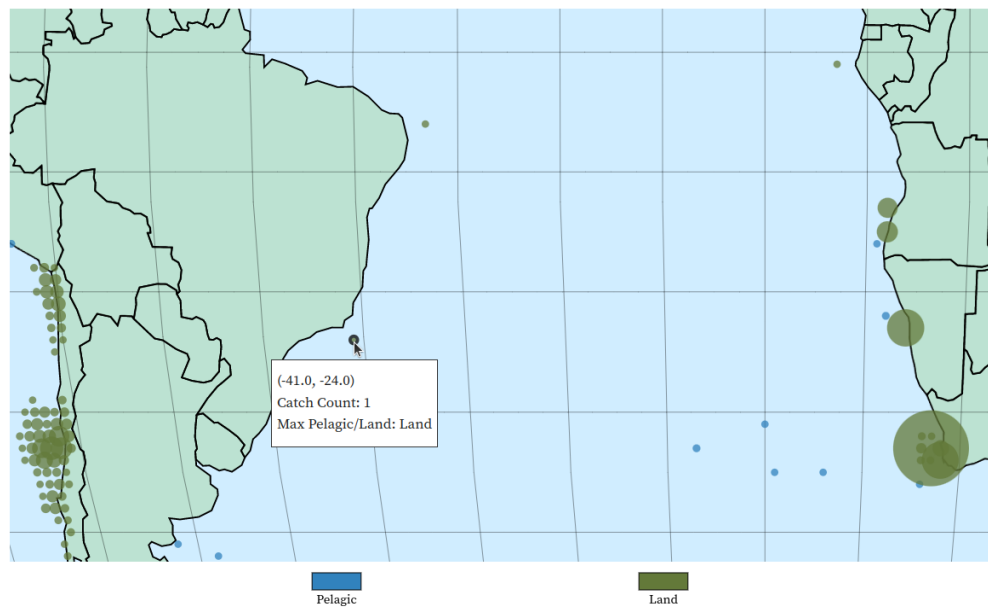 (-41.0, -24.0)
Catch Count: 1
Max Pelagic/Land: Land
Pelagic
Land